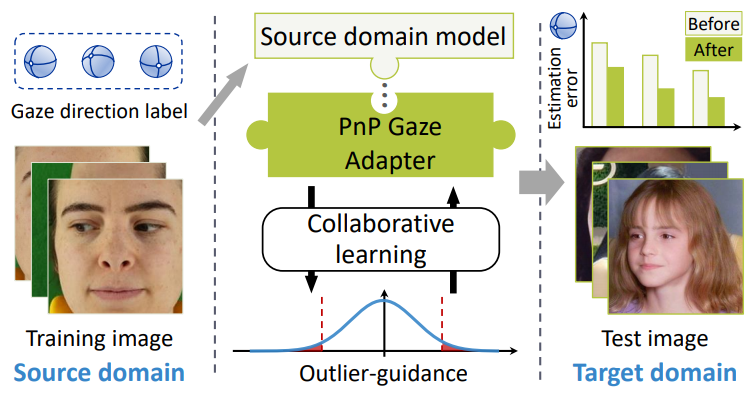 Gaze direction label
Training image
Source domain
Source domain model
PnP Gaze
Adapter
Collaborative
learning
Outlier-guidance
Estimation
error
Before
After
Test image
Target domain